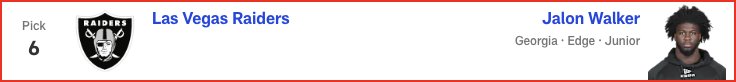 Pick
6
RAIDERS
Las Vegas Raiders
Jalon Walker
Georgia · Edge · Junior